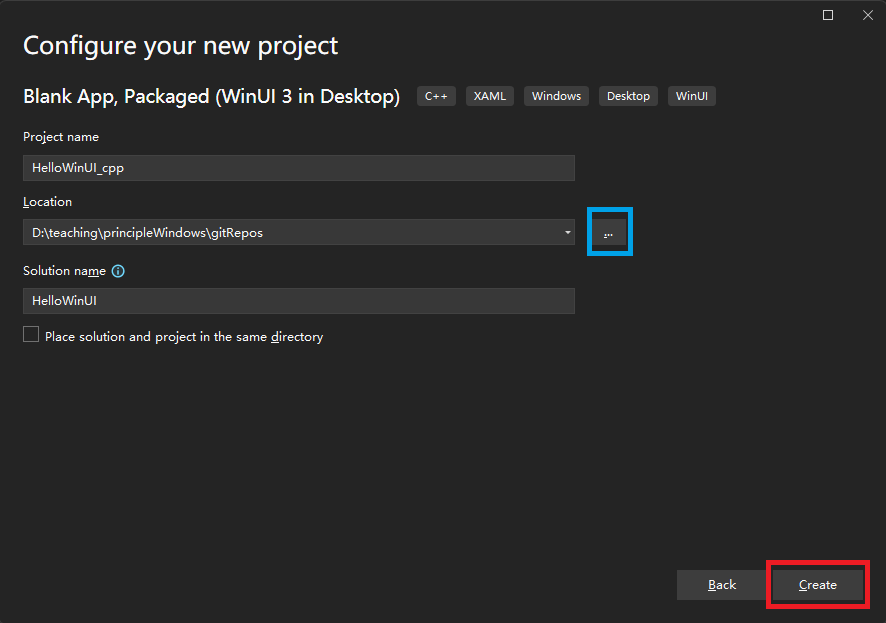 Configure your new project
Blank App, Packaged (WinUI 3 in Desktop) C++ XAML Windows Desktop WinUI
Project name
HelloWinUI_cpp
Location
D:\teaching\principleWindows\gitRepos
...
Solution name
HelloWinUI
Place solution and project in the same directory
Back Create